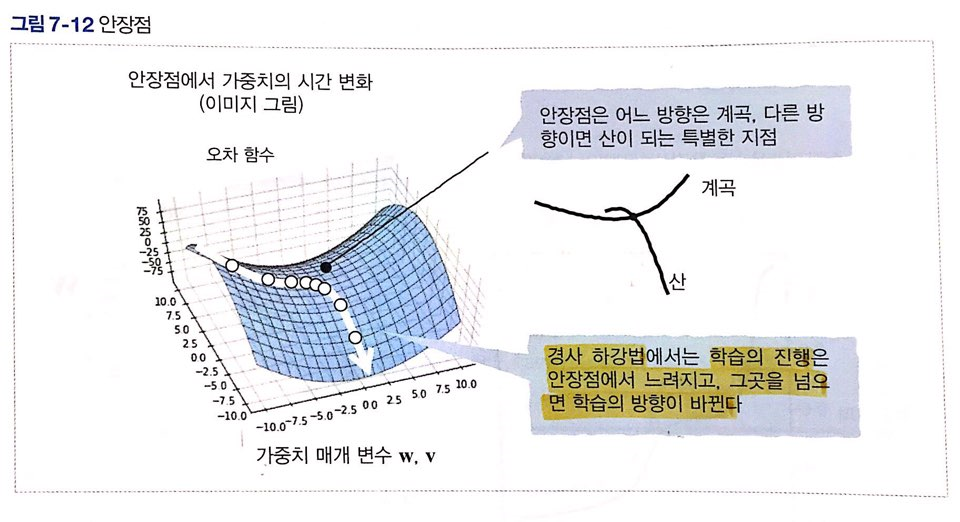 그림 7-12 안장점
안장점에서 가중치의 시간 변화
(이미지 그림)
오차 함수
안장점은 어느 방향은 계곡, 다른 방
향이면 산이 되는 특별한 지점
계곡
산
75
50
25
0
-25
-50
-75
10.0
7.5
5.0
2.5
0.0
-2.5
-5.0
-7.5
-10.0
-10.0 -7.5 -5.0 -2.5 0.0 2.5 5.0 7.5 10.0
가중치 매개 변수 w, v
경사 하강법에서는 학습의 진행은
안장점에서 느려지고, 그곳을 넘으
면 학습의 방향이 바뀐다